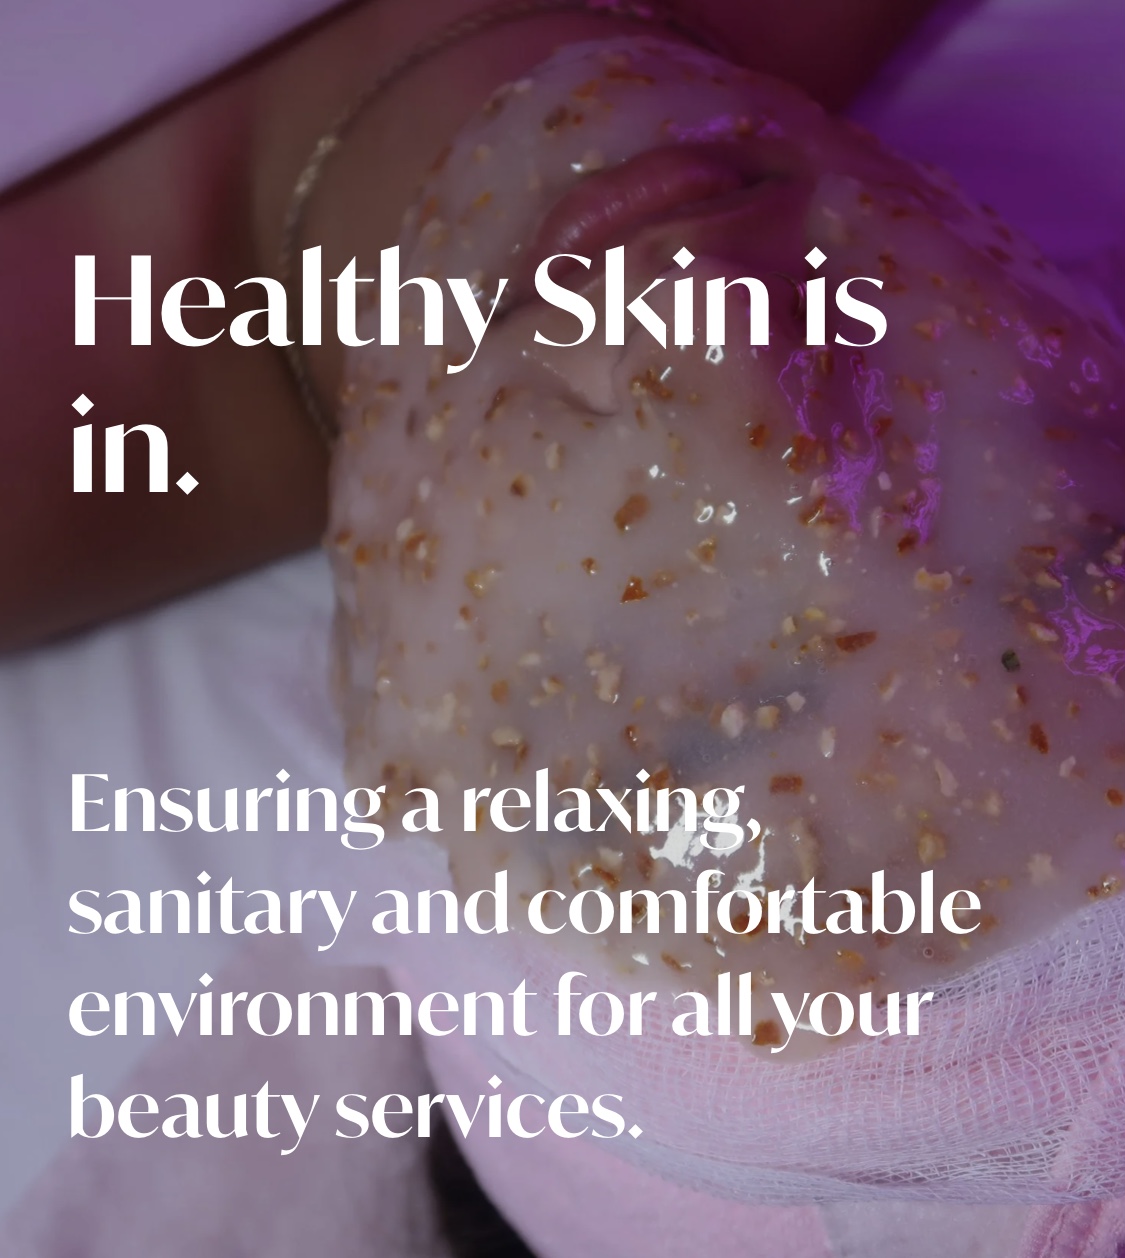 Healthy Skin is
in.
Ensuring a relaxing,
sanitary and comfortable
environment for all your
beauty services.